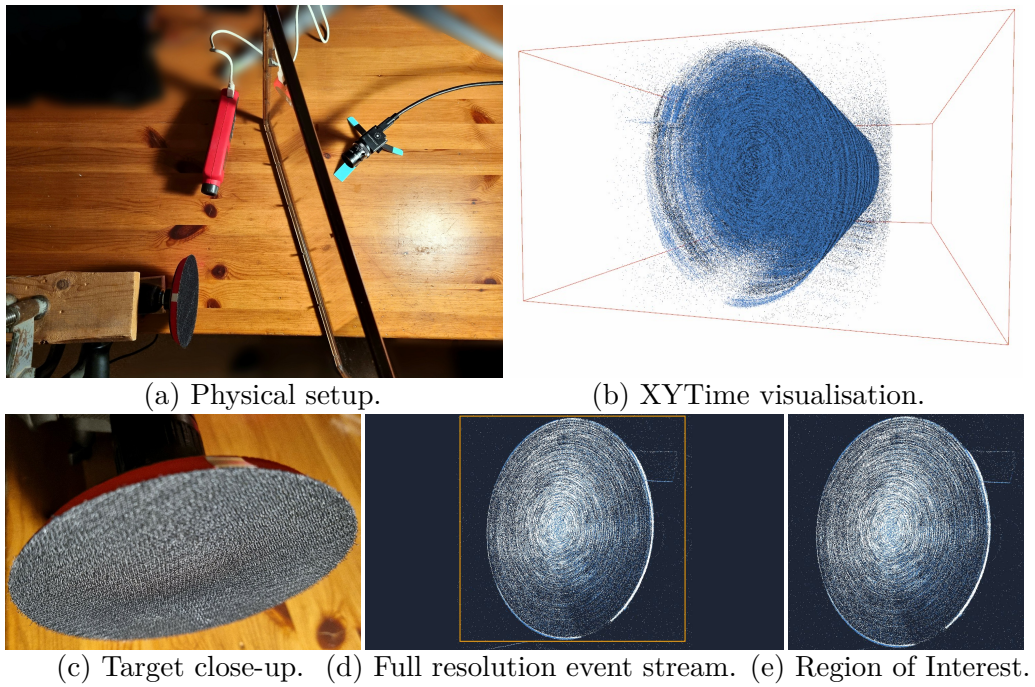 (a) Physical setup.
(b) XYTime visualisation.
(c) Target close-up.
(d) Full resolution event stream.
(e) Region of Interest.